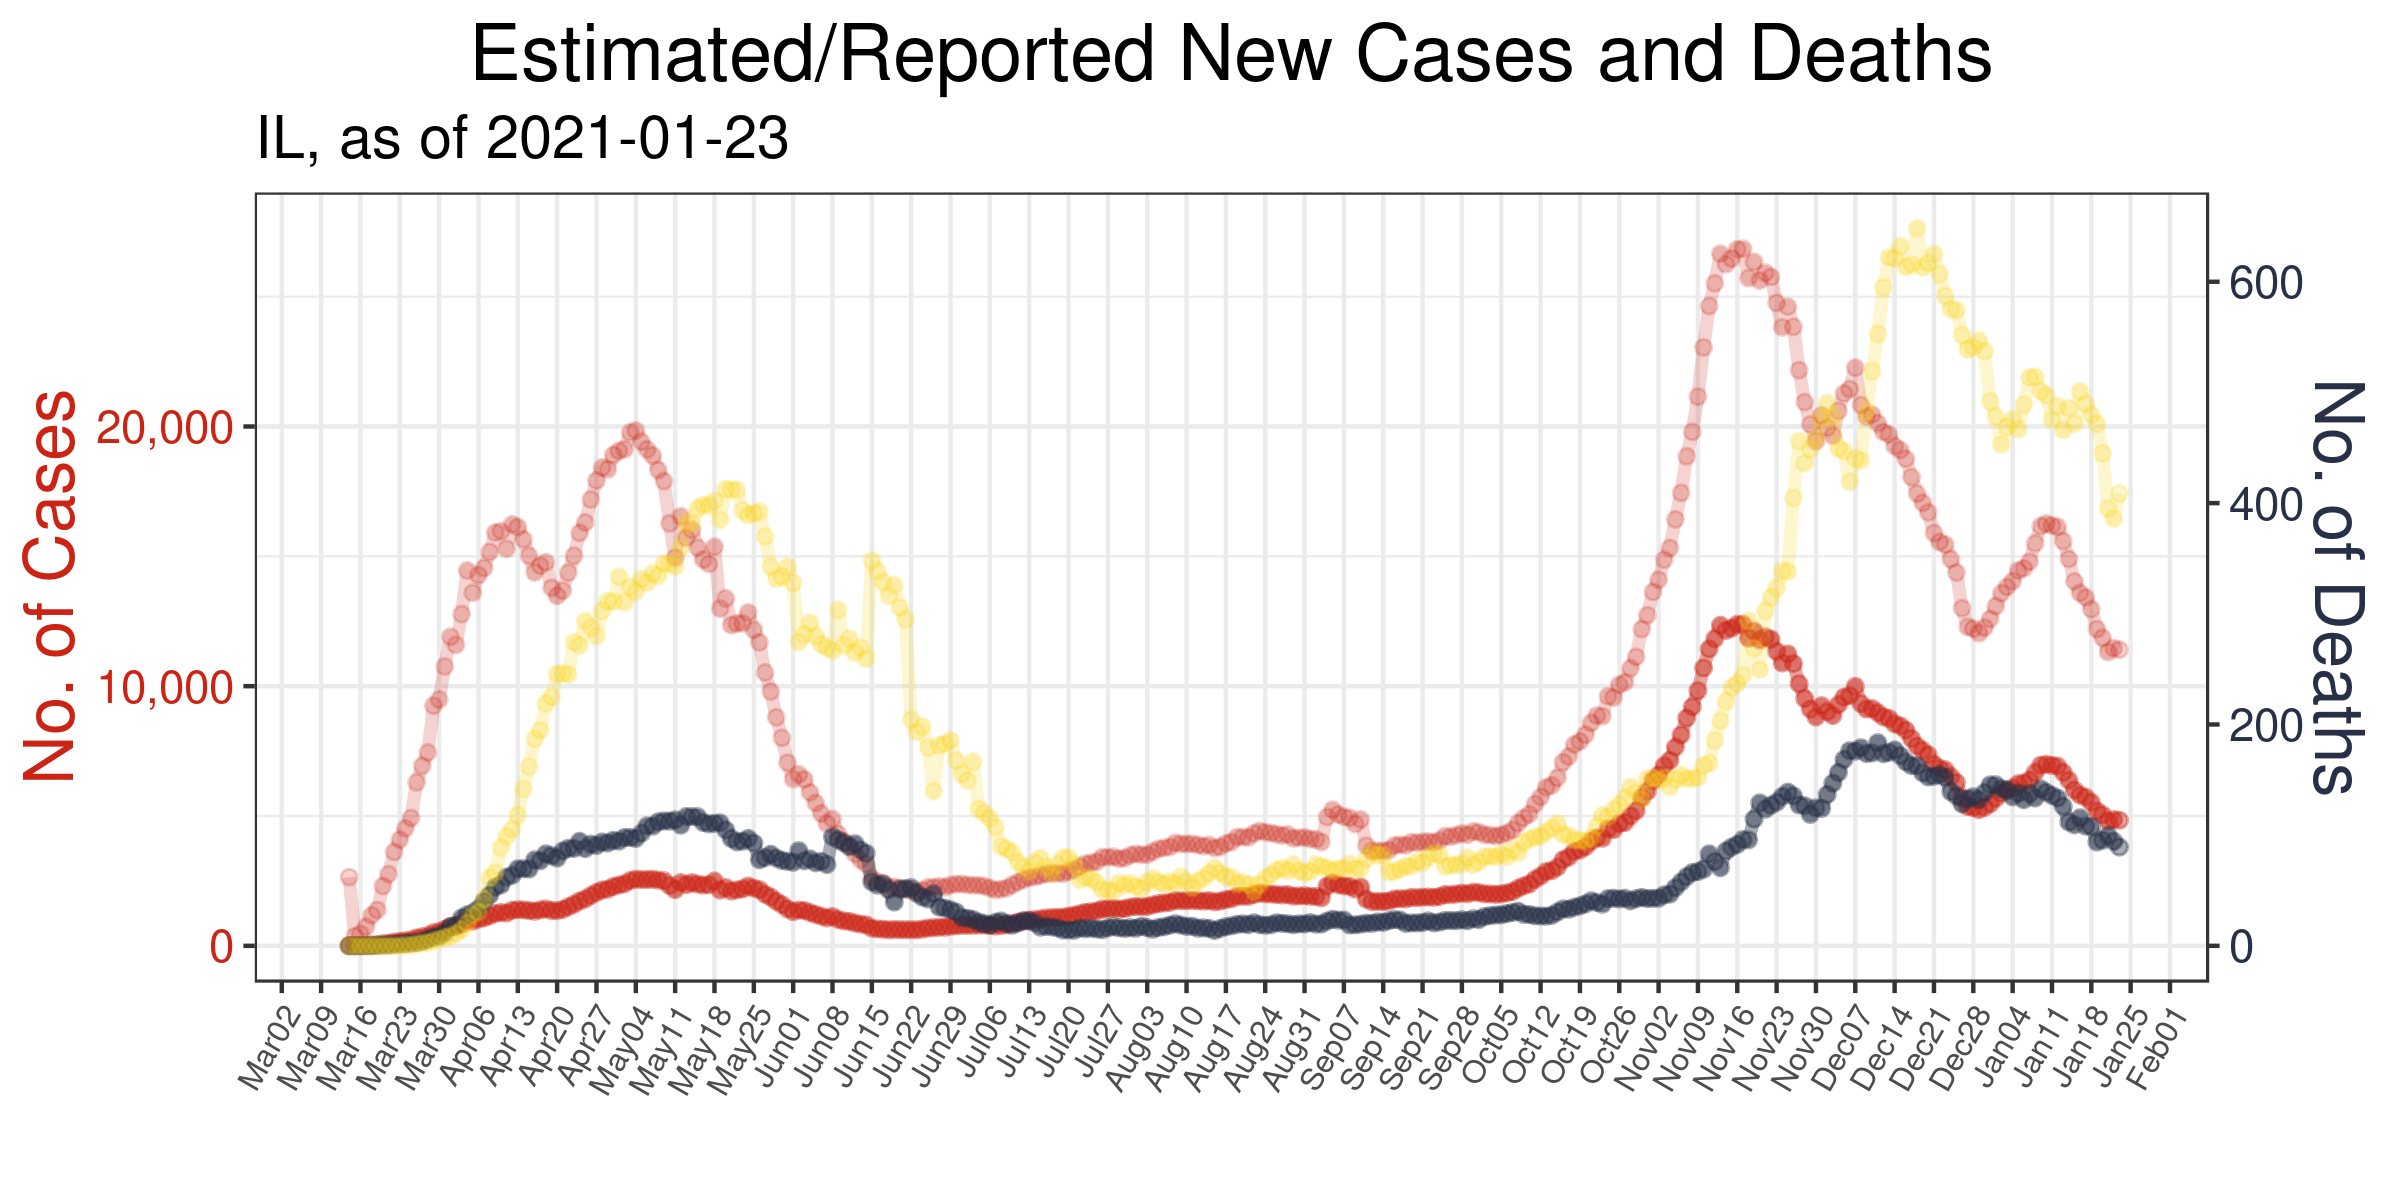 Estimated/Reported New Cases and Deaths
IL, as of 2021-01-23
No. of Cases
20,000
10,000
0
600
400
200
0
No. of Deaths
Mar02
Mar09
Mar16
Mar23
Mar30
Apr06
Apr13
Apr20
Apr27
May04
May11
May18
May25
Jun01
Jun08
Jun15
Jun22
Jun29
Jul06
Jul13
Jul20
Jul27
Aug03
Aug10
Aug17
Aug24
Aug31
Sep07
Sep14
Sep21
Sep28
Oct05
Oct12
Oct19
Oct26
Nov02
Nov09
Nov16
Nov23
Nov30
Dec07
Dec14
Dec21
Dec28
Jan04
Jan11
Jan18
Jan25
Feb01